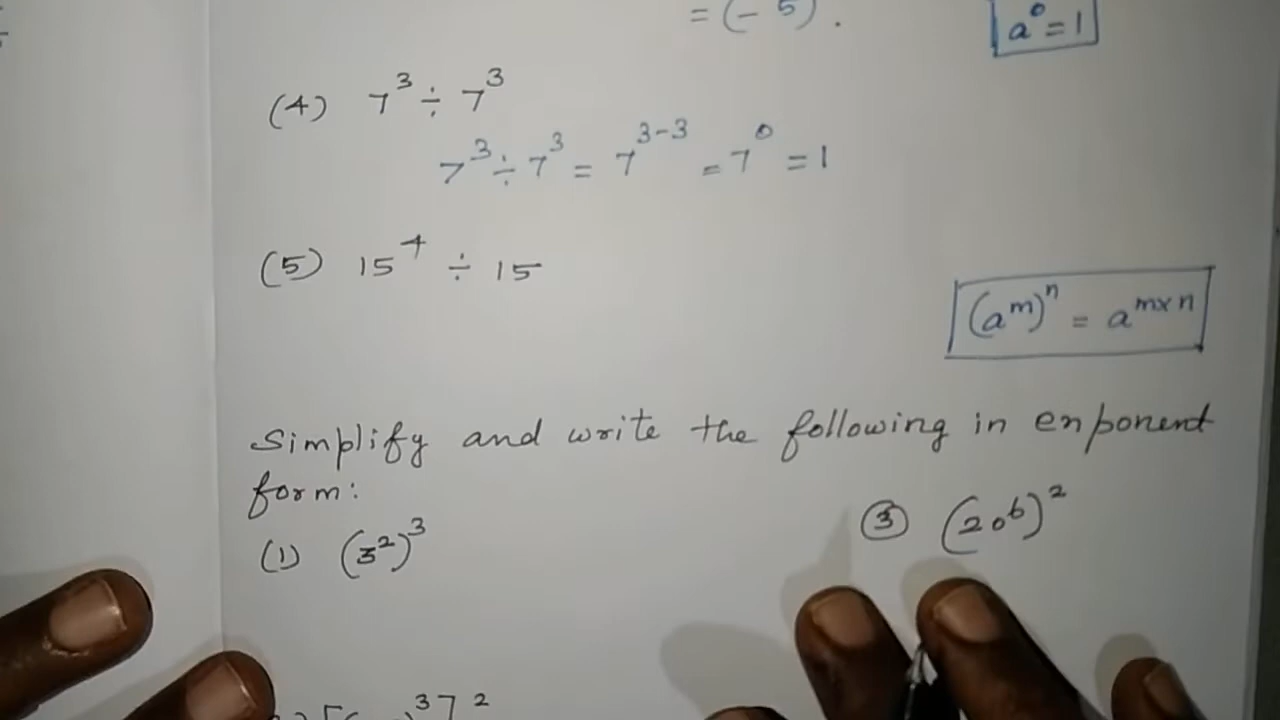 = (- 5).
a⁰ = 1
(4) 7³ ÷ 7³
7³ ÷ 7³ = 7³⁻³ = 7⁰ = 1
(5) 15⁴ ÷ 15
(aᵐ)ⁿ = aᵐˣⁿ
Simplify and write the following in enponent
form:
(1) (3²)³
③ (20⁶)²